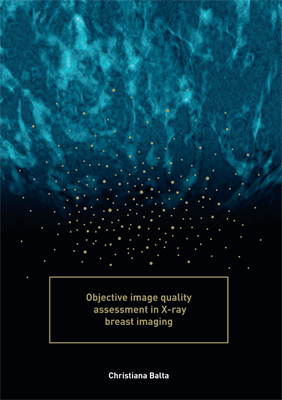 Objective image quality
assessment in X-ray
breast imaging
Christiana Balta